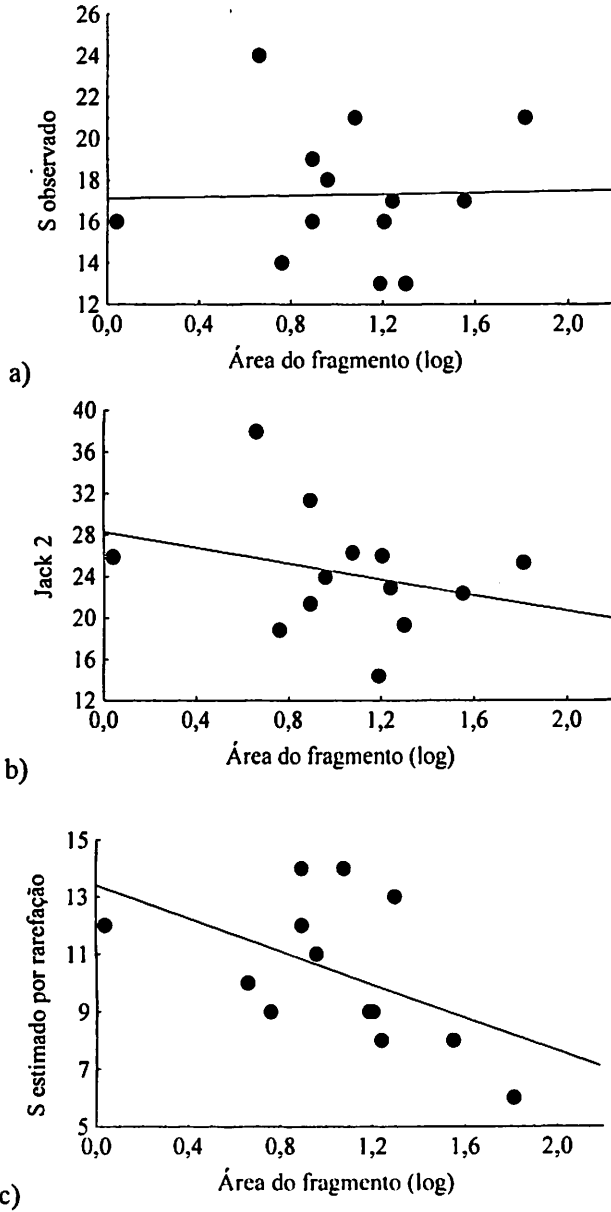 26
24
22
20
18
16
14
12
S observado
0,0 0,4 0,8 1,2 1,6 2,0
Área do fragmento (log)
a)
40
36
32
28
24
20
16
12
Jack 2
0,0 0,4 0,8 1,2 1,6 2,0
Área do fragmento (log)
b)
15
13
11
9
7
5
S estimado por rarefação
0,0 0,4 0,8 1,2 1,6 2,0
Área do fragmento (log)
c)